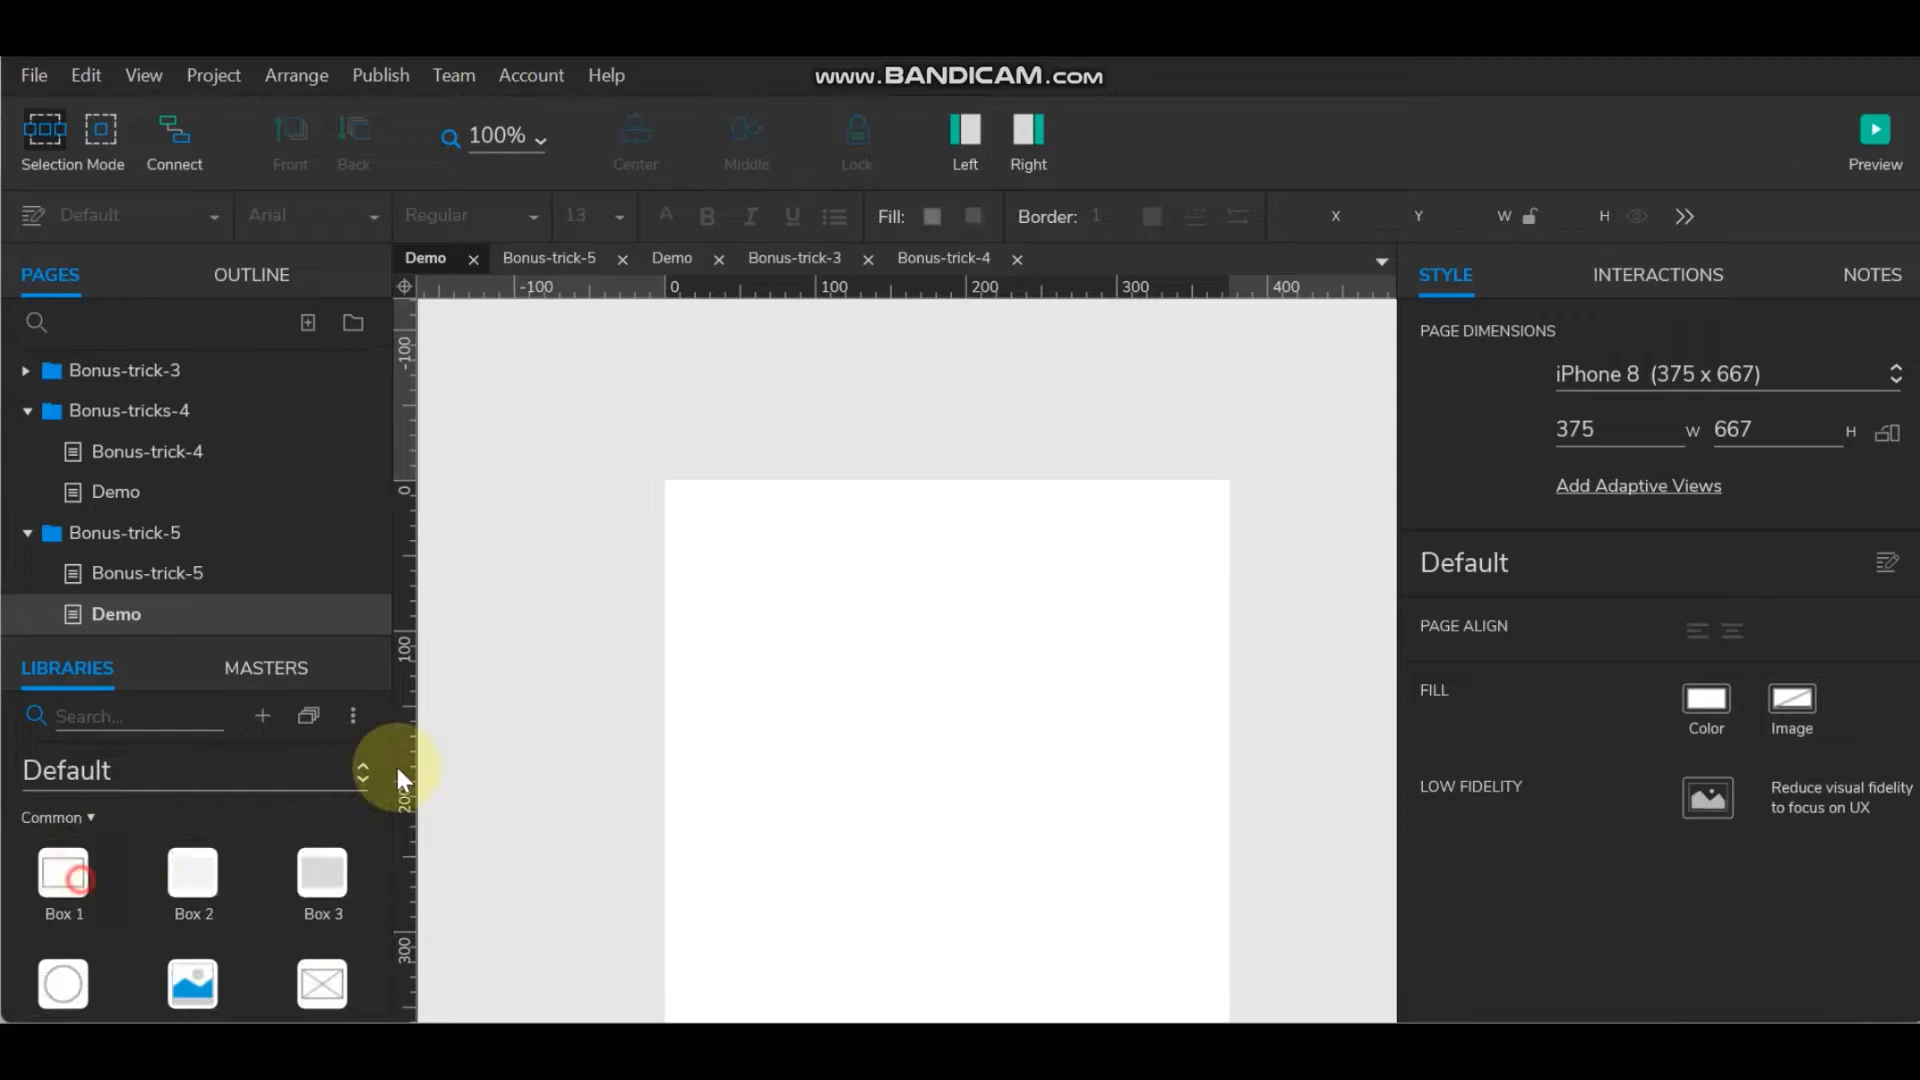 File Edit View Project Arrange Publish Team Account Help
www.BANDICAM.com
Selection Mode Connect Front Back 100% Center Middle Lock Left Right Preview
Default Arial Regular 13 A B I U Fill: Border: 1 X Y W H
PAGES OUTLINE
Demo Bonus-trick-5 Demo Bonus-trick-3 Bonus-trick-4
STYLE INTERACTIONS NOTES
-100 0 100 200 300 400
-100
0
100
200
300
Bonus-trick-3
Bonus-tricks-4
Bonus-trick-4
Demo
Bonus-trick-5
Bonus-trick-5
Demo
LIBRARIES MASTERS
Search...
Default
Common
Box 1 Box 2 Box 3
PAGE DIMENSIONS
iPhone 8 (375 x 667)
375 W 667 H
Add Adaptive Views
Default
PAGE ALIGN
FILL
Color Image
LOW FIDELITY
Reduce visual fidelity
to focus on UX